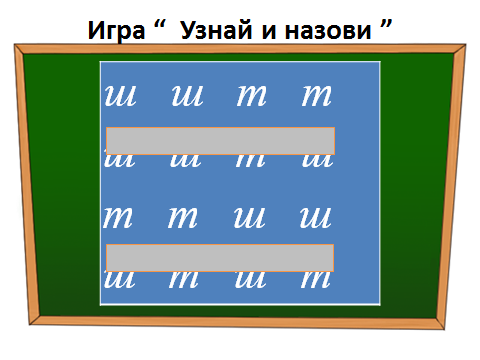 Игра “ Узнай и назови ”
ш ш т т
ш ш т ш
т т ш ш
ш т ш т